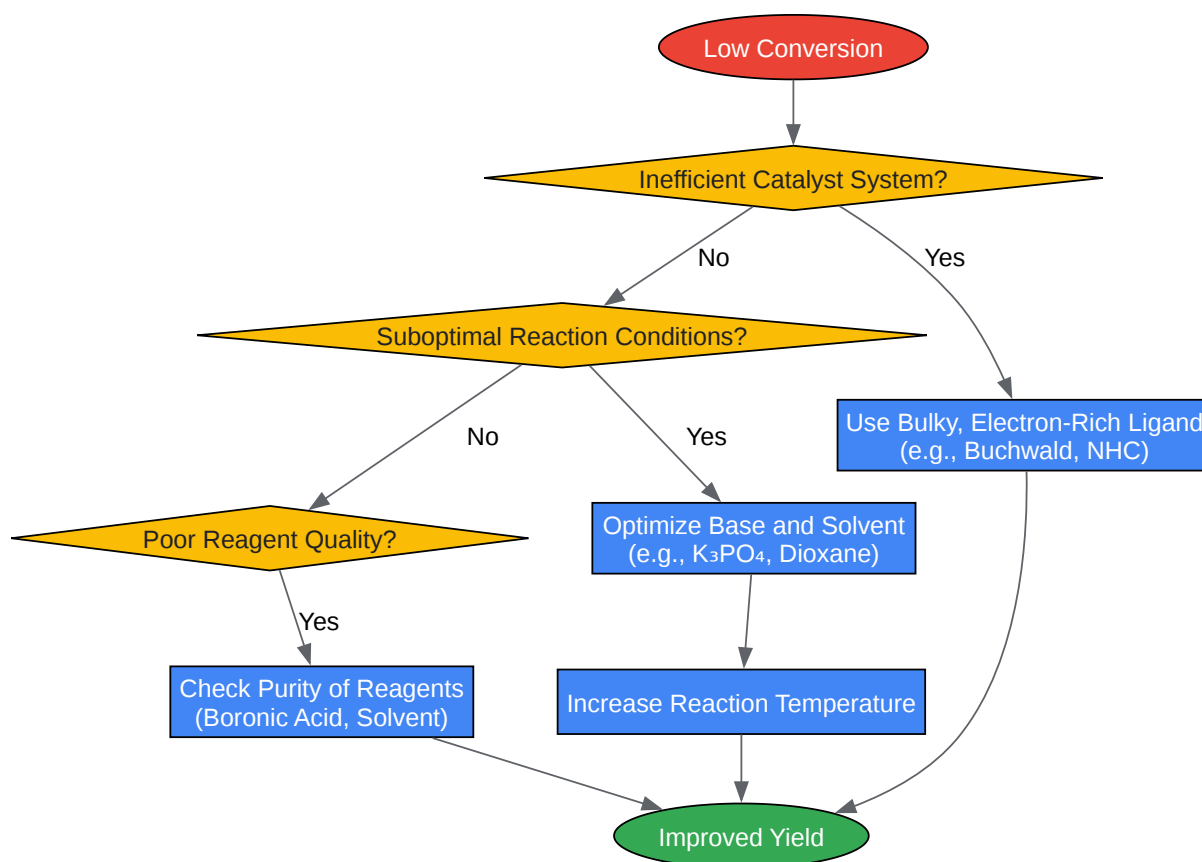 Low Conversion
Inefficient Catalyst System?
No
Yes
Suboptimal Reaction Conditions?
No
Yes
Use Bulky, Electron-Rich Ligand
(e.g., Buchwald, NHC)
Poor Reagent Quality?
Optimize Base and Solvent
(e.g., K₃PO₄, Dioxane)
Yes
Check Purity of Reagents
(Boronic Acid, Solvent)
Increase Reaction Temperature
Improved Yield